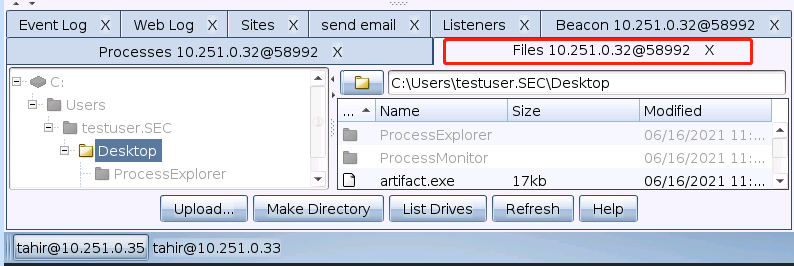 Event Log X Web Log X Sites X send email X Listeners X Beacon 10.251.0.32@58992 X
Processes 10.251.0.32@58992 X Files 10.251.0.32@58992 X
C:
Users
testuser.SEC
Desktop
ProcessExplorer
C:\Users\testuser.SEC\Desktop
... Name Size Modified
ProcessExplorer 06/16/2021 11:...
ProcessMonitor 06/16/2021 11:...
artifact.exe 17kb 06/16/2021 11:...
Upload... Make Directory List Drives Refresh Help
tahir@10.251.0.35 tahir@10.251.0.33